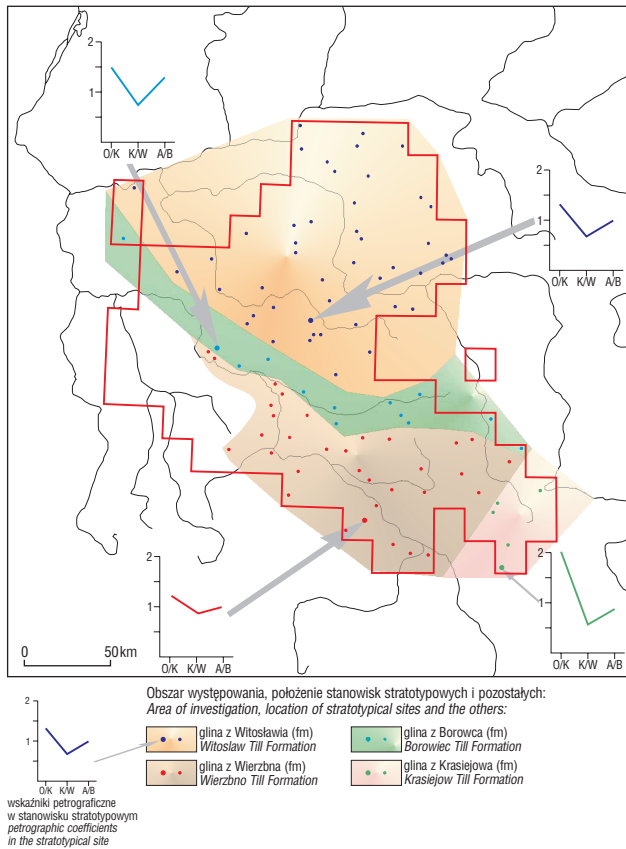 2
1
O/K K/W A/B
2
1
O/K K/W A/B
2
1
O/K K/W A/B
2
1
O/K K/W A/B
0 50 km
2
1
O/K K/W A/B
wskaźniki petrograficzne
w stanowisku stratotypowym
petrographic coefficients
in the stratotypical site
Obszar występowania, położenie stanowisk stratotypowych i pozostałych:
Area of investigation, location of stratotypical sites and the others:
glina z Witosławia (fm)
Witoslaw Till Formation
glina z Wierzbna (fm)
Wierzbno Till Formation
glina z Borowca (fm)
Borowiec Till Formation
glina z Krasiejowa (fm)
Krasiejow Till Formation